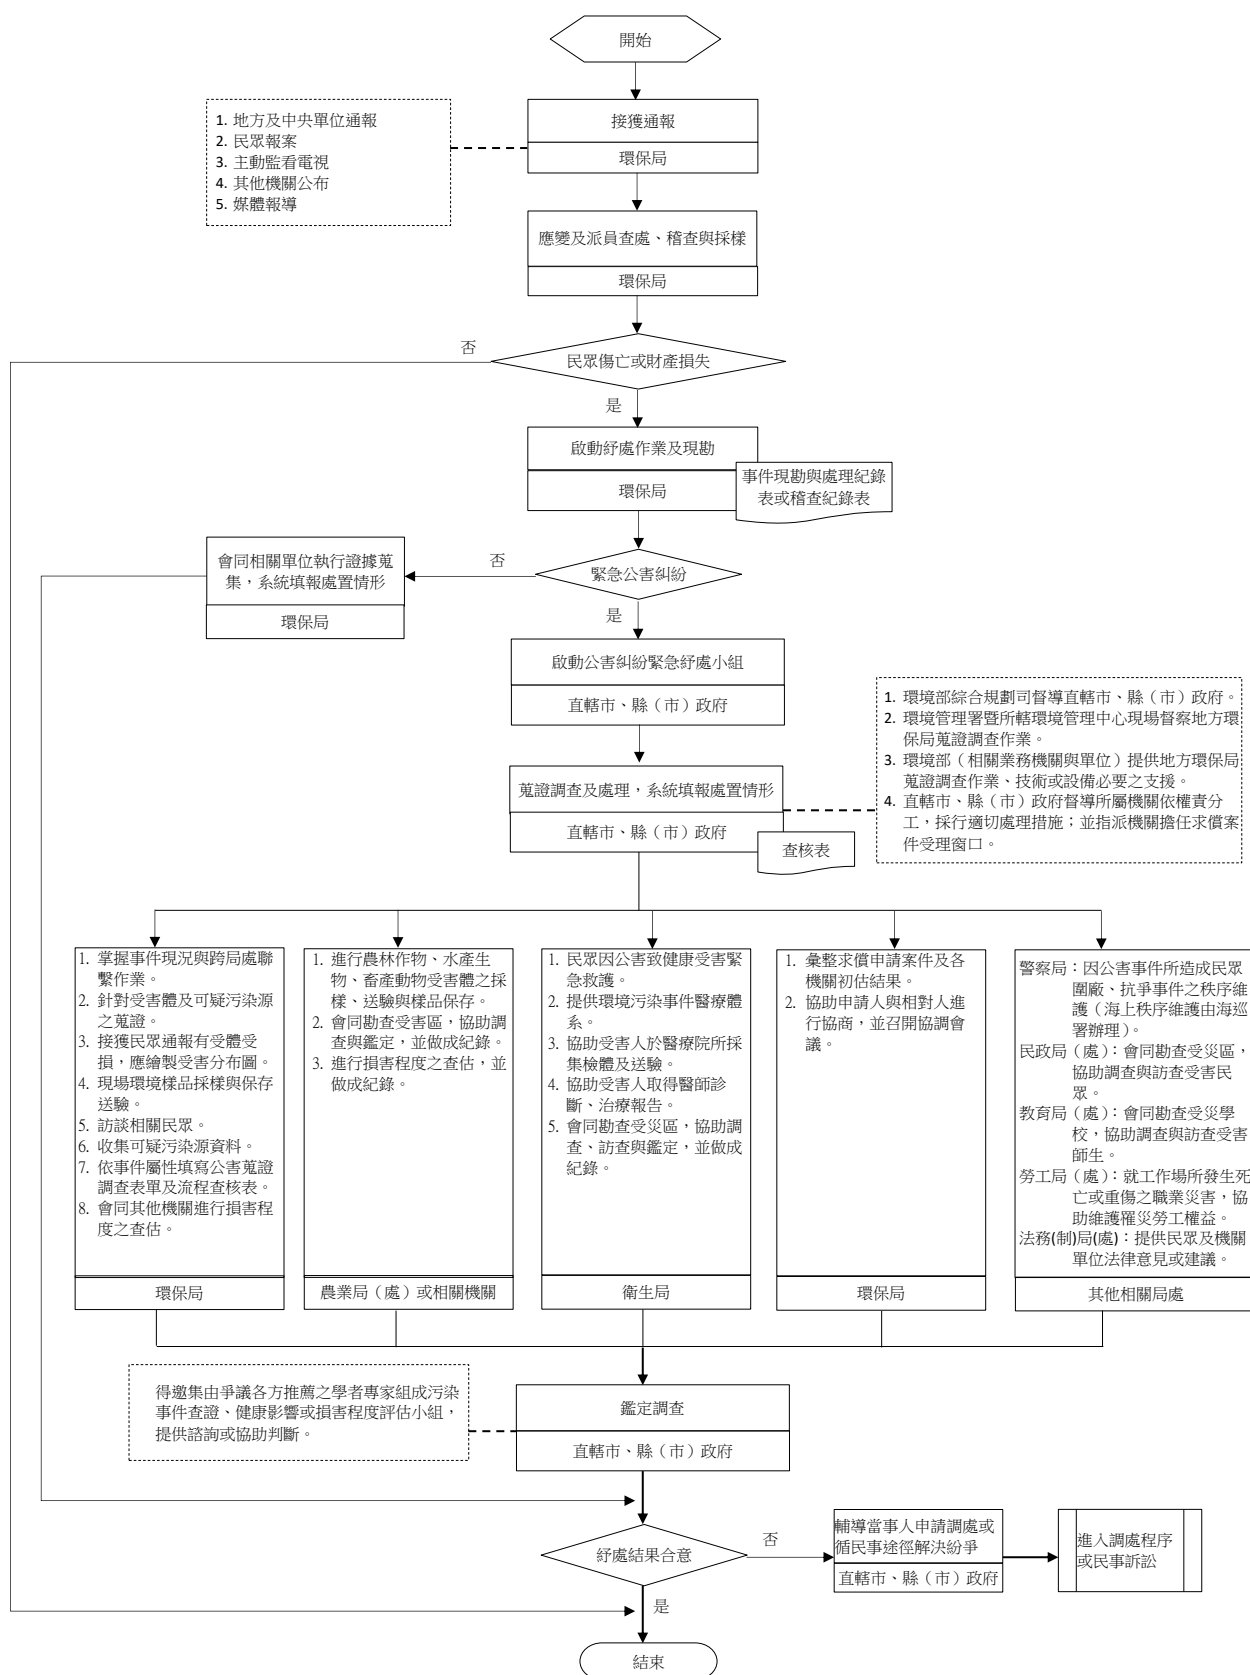 開始
1. 地方及中央單位通報
2. 民眾報案
3. 主動監看電視
4. 其他機關公布
5. 媒體報導
接獲通報
環保局
應變及派員查處、稽查與採樣
環保局
否
民眾傷亡或財產損失
是
啟動紓處作業及現勘
環保局
事件現勘與處理紀錄
表或稽查紀錄表
會同相關單位執行證據蒐
集，系統填報處置情形
環保局
否
緊急公害糾紛
是
啟動公害糾紛緊急紓處小組
直轄市、縣（市）政府
1. 環境部綜合規劃司督導直轄市、縣（市）政府。
2. 環境管理署暨所轄環境管理中心現場督察地方環
保局蒐證調查作業。
3. 環境部（相關業務機關與單位）提供地方環保局
蒐證調查作業、技術或設備必要之支援。
4. 直轄市、縣（市）政府督導所屬機關依權責分
工，採行適切處理措施；並指派機關擔任求償案
件受理窗口。
蒐證調查及處理，系統填報處置情形
直轄市、縣（市）政府
查核表
1. 掌握事件現況與跨局處聯
繫作業。
2. 針對受害體及可疑污染源
之蒐證。
3. 接獲民眾通報有受體受
損，應繪製受害分布圖。
4. 現場環境樣品採樣與保存
送驗。
5. 訪談相關民眾。
6. 收集可疑污染源資料。
7. 依事件屬性填寫公害蒐證
調查表單及流程查核表。
8. 會同其他機關進行損害程
度之查估。
環保局
1. 進行農林作物、水產生
物、畜產動物受害體之採
樣、送驗與樣品保存。
2. 會同勘查受害區，協助調
查與鑑定，並做成紀錄。
3. 進行損害程度之查估，並
做成紀錄。
農業局（處）或相關機關
1. 民眾因公害致健康受害緊
急救護。
2. 提供環境污染事件醫療體
系。
3. 協助受害人於醫療院所採
集檢體及送驗。
4. 協助受害人取得醫師診
斷、治療報告。
5. 會同勘查受災區，協助調
查、訪查與鑑定，並做成
紀錄。
衛生局
1. 彙整求償申請案件及各
機關初估結果。
2. 協助申請人與相對人進
行協商，並召開協調會
議。
環保局
警察局：因公害事件所造成民眾
圍廠、抗爭事件之秩序維
護（海上秩序維護由海巡
署辦理）。
民政局（處）：會同勘查受災區，
協助調查與訪查受害民
眾。
教育局（處）：會同勘查受災學
校，協助調查與訪查受害
師生。
勞工局（處）：就工作場所發生死
亡或重傷之職業災害，協
助維護罹災勞工權益。
法務(制)局(處)：提供民眾及機關
單位法律意見或建議。
其他相關局處
得邀集由爭議各方推薦之學者專家組成污染
事件查證、健康影響或損害程度評估小組，
提供諮詢或協助判斷。
鑑定調查
直轄市、縣（市）政府
紓處結果合意
否
輔導當事人申請調處或
循民事途徑解決紛爭
直轄市、縣（市）政府
進入調處程序
或民事訴訟
是
結束